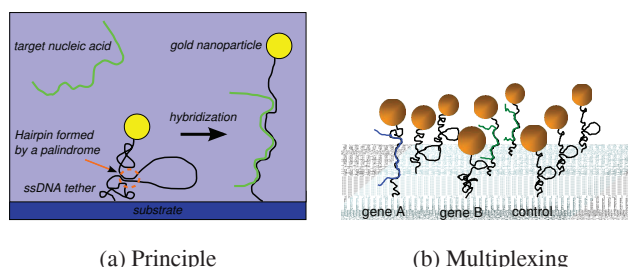 target nucleic acid
gold nanoparticle
hybridization
Hairpin formed
by a palindrome
ssDNA tether
substrate
gene A
gene B
control
(a) Principle
(b) Multiplexing